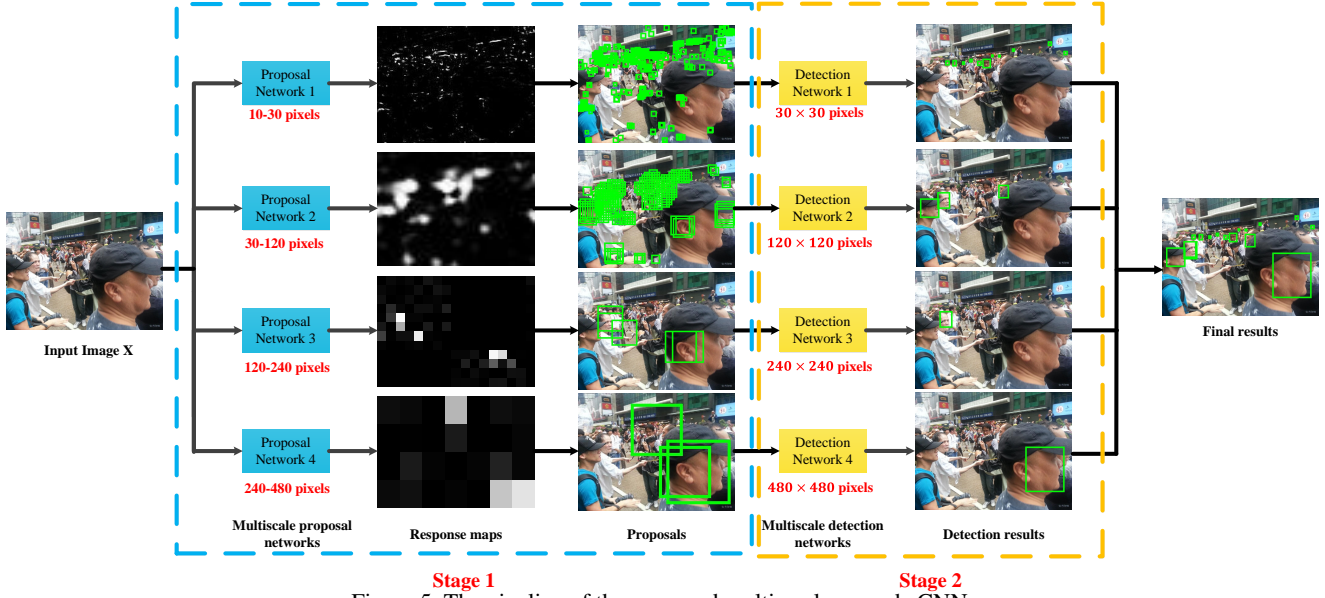 Proposal
Network 1
10-30 pixels
Detection
Network 1
30 × 30 pixels
Proposal
Network 2
30-120 pixels
Detection
Network 2
120 × 120 pixels
Input Image X
Proposal
Network 3
120-240 pixels
Detection
Network 3
240 × 240 pixels
Final results
Proposal
Network 4
240-480 pixels
Detection
Network 4
480 × 480 pixels
Multiscale proposal
networks
Response maps
Proposals
Multiscale detection
networks
Detection results
Stage 1
Stage 2